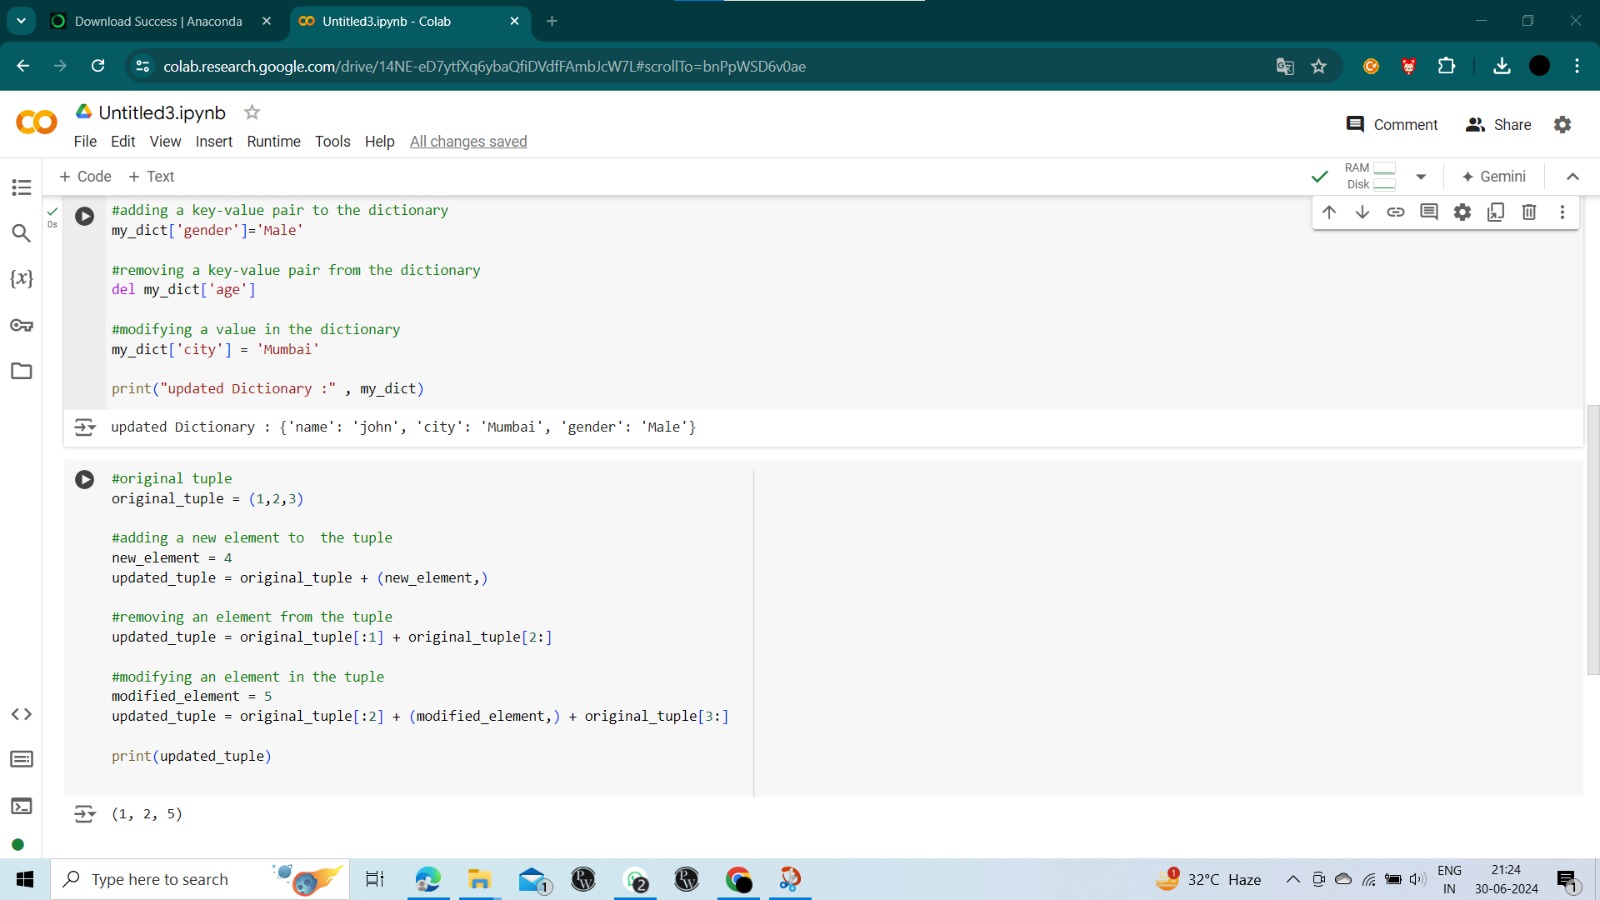 Download Success | Anaconda
Untitled3.ipynb - Colab
colab.research.google.com/drive/14NE-eD7ytfXq6ybaQfiDVdfFAmbJcW7L#scrollTo=bnPpWSD6v0ae
Untitled3.ipynb
Comment
Share
File Edit View Insert Runtime Tools Help All changes saved
+ Code + Text
RAM
Disk
Gemini
0s
#adding a key-value pair to the dictionary
my_dict['gender']='Male'
#removing a key-value pair from the dictionary
del my_dict['age']
#modifying a value in the dictionary
my_dict['city'] = 'Mumbai'
print("updated Dictionary :" , my_dict)
updated Dictionary : {'name': 'john', 'city': 'Mumbai', 'gender': 'Male'}
#original tuple
original_tuple = (1,2,3)
#adding a new element to  the tuple
new_element = 4
updated_tuple = original_tuple + (new_element,)
#removing an element from the tuple
updated_tuple = original_tuple[:1] + original_tuple[2:]
#modifying an element in the tuple
modified_element = 5
updated_tuple = original_tuple[:2] + (modified_element,) + original_tuple[3:]
print(updated_tuple)
(1, 2, 5)
Type here to search
1
2
1
32°C Haze
ENG
IN
21:24
30-06-2024
1